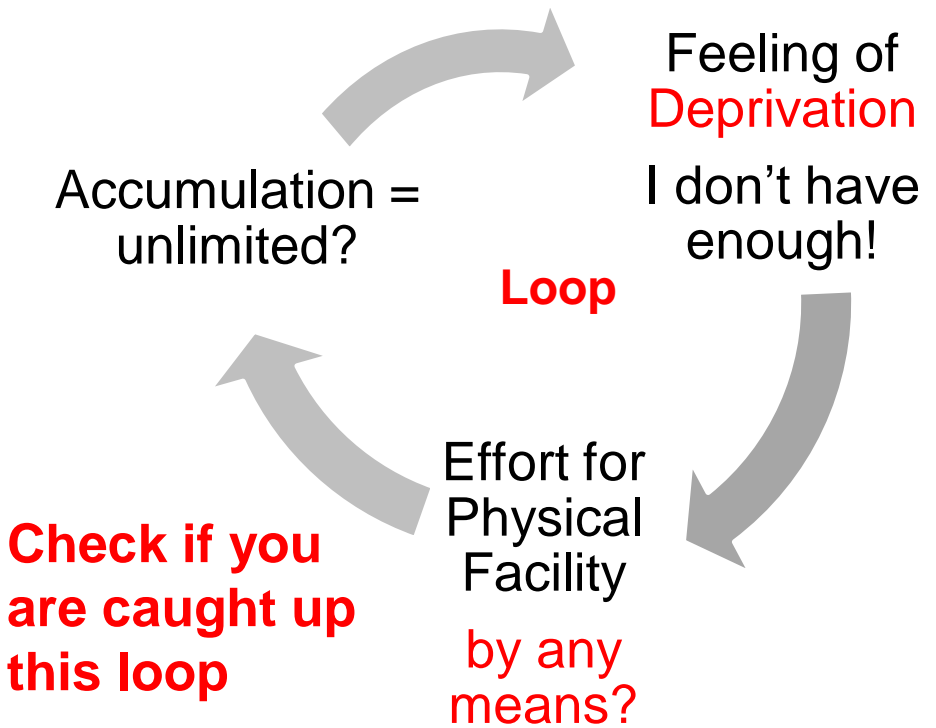 Feeling of
Deprivation
I don’t have
enough!
Accumulation =
unlimited?
Loop
Effort for
Physical
Facility
by any
means?
Check if you
are caught up
this loop